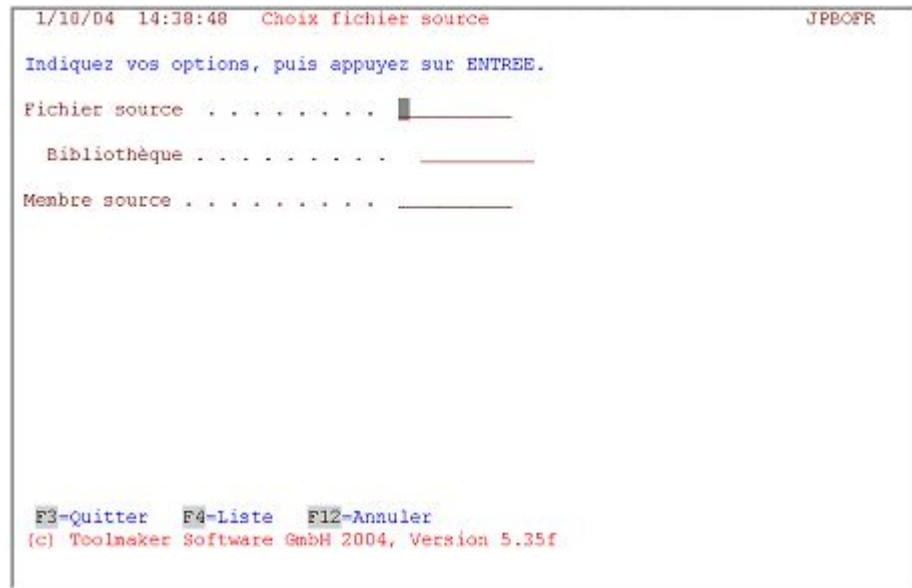 1/10/04 14:38:48 Choix fichier source JPBOFR
Indiquez vos options, puis appuyez sur ENTREE.
Fichier source . . . . . . . .
Bibliothèque . . . . . . . . .
Membre source . . . . . . . . .
F3=Quitter F4=Liste F12=Annuler
(c) Toolmaker Software GmbH 2004, Version 5.35f